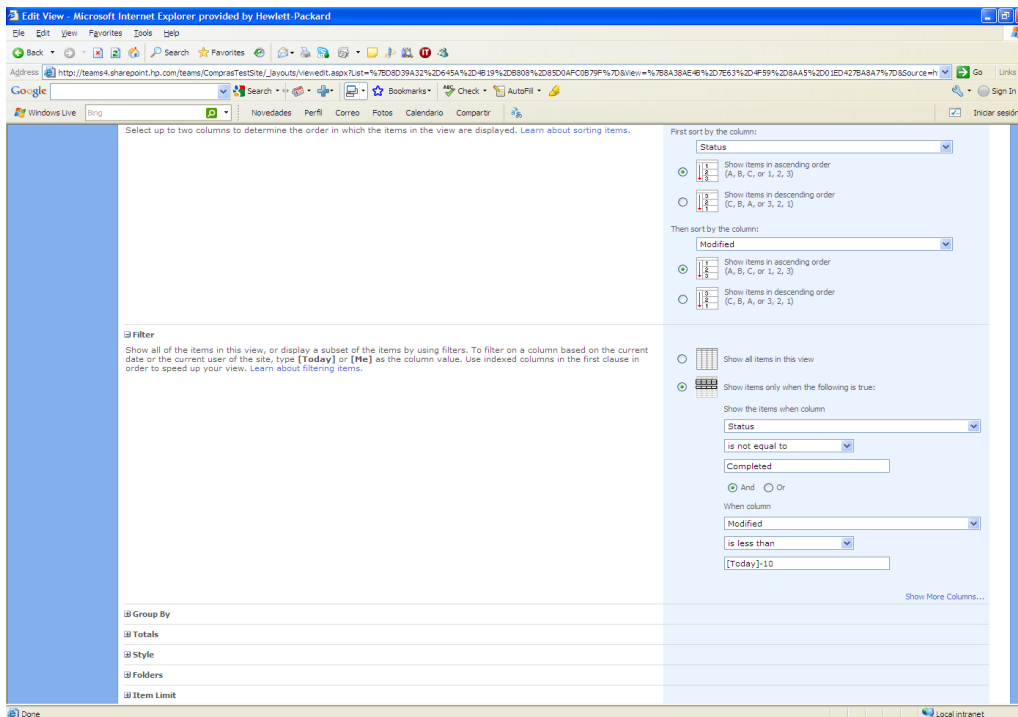 Edit View - Microsoft Internet Explorer provided by Hewlett-Packard
File Edit View Favorites Tools Help
Back Search Favorites
Address http://teams4.sharepoint.hp.com/teams/ComprasTestSite/_layouts/viewedit.aspx?List=%7BD8D39A32%2D645A%2D4B19%2DB808%2D85D0AFC0B79F%7D&View=%7B8A38AE4B%2D7E63%2D4F59%2D8AA5%2D01ED427BA8A7%7D&Source=h Go Links
Google Search Bookmarks Check AutoFill Sign In
Windows Live Bing Novedades Perfil Correo Fotos Calendario Compartir Iniciar sesión
Select up to two columns to determine the order in which the items in the view are displayed. Learn about sorting items.
First sort by the column:
Status
Show items in ascending order
(A, B, C, or 1, 2, 3)
Show items in descending order
(C, B, A, or 3, 2, 1)
Then sort by the column:
Modified
Show items in ascending order
(A, B, C, or 1, 2, 3)
Show items in descending order
(C, B, A, or 3, 2, 1)
Filter
Show all of the items in this view, or display a subset of the items by using filters. To filter on a column based on the current
date or the current user of the site, type [Today] or [Me] as the column value. Use indexed columns in the first clause in
order to speed up your view. Learn about filtering items.
Show all items in this view
Show items only when the following is true:
Show the items when column
Status
is not equal to
Completed
And Or
When column
Modified
is less than
[Today]-10
Show More Columns...
Group By
Totals
Style
Folders
Item Limit
Done Local intranet